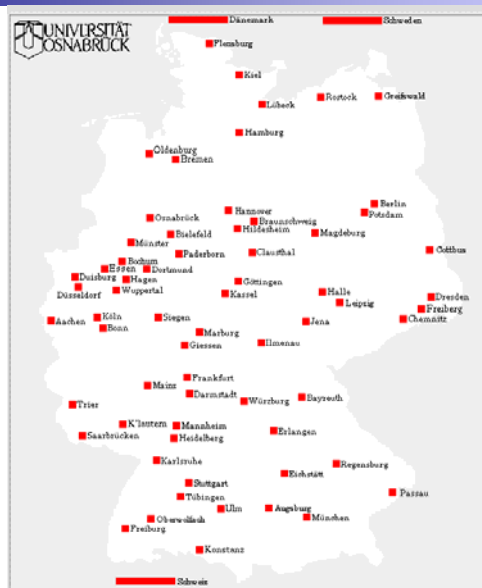 UNIVERSITÄT
OSNABRÜCK
Dänemark
Schweden
Flensburg
Kiel
Lübeck
Rostock
Greifswald
Hamburg
Oldenburg
Bremen
Berlin
Potsdam
Osnabrück
Hannover
Braunschweig
Hildesheim
Magdeburg
Bielefeld
Münster
Paderborn
Clausthal
Cottbus
Bochum
Essen
Dortmund
Duisburg
Hagen
Göttingen
Düsseldorf
Wuppertal
Kassel
Halle
Leipzig
Dresden
Freiberg
Chemnitz
Aachen
Köln
Bonn
Siegen
Jena
Marburg
Giessen
Ilmenau
Frankfurt
Mainz
Darmstadt
Würzburg
Bayreuth
Trier
K'lautern
Mannheim
Erlangen
Saarbrücken
Heidelberg
Karlsruhe
Regensburg
Eichstätt
Stuttgart
Passau
Tübingen
Ulm
Augsburg
München
Oberwolfach
Freiburg
Konstanz
Schweiz